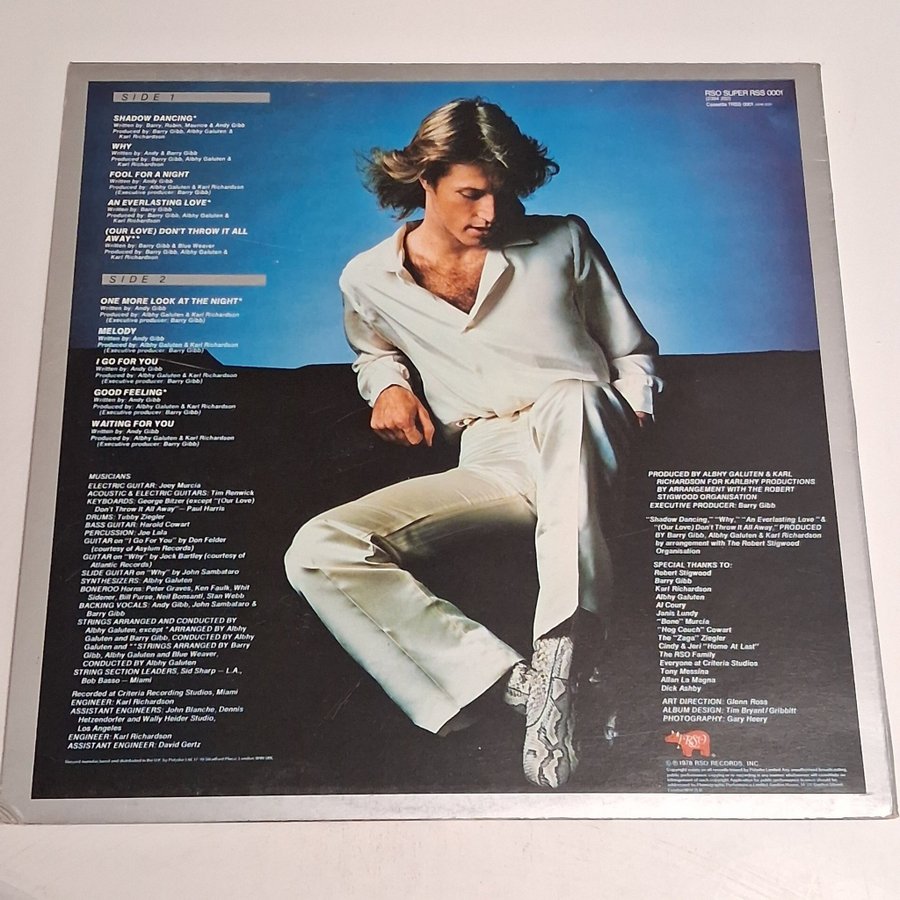 SIDE 1
SHADOW DANCING*
Written by: Barry, Robin, Maurice & Andy Gibb
Produced by: Barry Gibb, Albhy Galuten &
Karl Richardson
WHY
Written by: Andy & Barry Gibb
Produced by: Barry Gibb, Albhy Galuten &
Karl Richardson
FOOL FOR A NIGHT
Written by: Andy Gibb
Produced by: Albhy Galuten & Karl Richardson
(Executive producer: Barry Gibb)
AN EVERLASTING LOVE*
Written by: Barry Gibb
Produced by: Barry Gibb, Albhy Galuten &
Karl Richardson
(OUR LOVE) DON'T THROW IT ALL
AWAY**
Written by: Barry Gibb & Blue Weaver
Produced by: Barry Gibb, Albhy Galuten &
Karl Richardson
SIDE 2
ONE MORE LOOK AT THE NIGHT*
Written by: Andy Gibb
Produced by: Albhy Galuten & Karl Richardson
(Executive producer: Barry Gibb)
MELODY
Written by: Andy Gibb
Produced by: Albhy Galuten & Karl Richardson
(Executive producer: Barry Gibb)
I GO FOR YOU
Written by: Andy Gibb
Produced by: Albhy Galuten & Karl Richardson
(Executive producer: Barry Gibb)
GOOD FEELING*
Written by: Andy Gibb
Produced by: Albhy Galuten & Karl Richardson
(Executive producer: Barry Gibb)
WAITING FOR YOU
Written by: Andy Gibb
Produced by: Albhy Galuten & Karl Richardson
(Executive producer: Barry Gibb)
MUSICIANS
ELECTRIC GUITAR: Joey Murcia
ACOUSTIC & ELECTRIC GUITARS: Tim Renwick
KEYBOARDS: George Bitzer (except "(Our Love)
Don't Throw It All Away" — Paul Harris
DRUMS: Tubby Ziegler
BASS GUITAR: Harold Cowart
PERCUSSION: Joe Lala
GUITAR on "I Go For You" by Don Felder
(courtesy of Asylum Records)
GUITAR on "Why" by Jock Bartley (courtesy of
Atlantic Records)
SLIDE GUITAR on "Why" by John Sambataro
SYNTHESIZERS: Albhy Galuten
BONEROO Horns: Peter Graves, Ken Faulk, Whit
Sidener, Bill Purse, Neil Bonsanti, Stan Webb
BACKING VOCALS: Andy Gibb, John Sambataro &
Barry Gibb
STRINGS ARRANGED AND CONDUCTED BY
Albhy Galuten, except *ARRANGED BY Albhy
Galuten and Barry Gibb, CONDUCTED BY Albhy
Galuten and **STRINGS ARRANGED BY Barry
Gibb, Albhy Galuten and Blue Weaver,
CONDUCTED BY Albhy Galuten
STRING SECTION LEADERS, Sid Sharp — L.A.,
Bob Basso — Miami
Recorded at Criteria Recording Studios, Miami
ENGINEER: Karl Richardson
ASSISTANT ENGINEERS: John Blanche, Dennis
Hetzendorfer and Wally Heider Studio,
Los Angeles
ENGINEER: Karl Richardson
ASSISTANT ENGINEER: David Gertz
RSO SUPER RSS 0001
Cassette TRSS 0001
PRODUCED BY ALBHY GALUTEN & KARL
RICHARDSON FOR KARLBHY PRODUCTIONS
BY ARRANGEMENT WITH THE ROBERT
STIGWOOD ORGANISATION
EXECUTIVE PRODUCER: Barry Gibb
"Shadow Dancing," "Why," "An Everlasting Love" &
"(Our Love) Don't Throw It All Away," PRODUCED
BY Barry Gibb, Albhy Galuten & Karl Richardson
by arrangement with The Robert Stigwood
Organisation
SPECIAL THANKS TO:
Robert Stigwood
Barry Gibb
Karl Richardson
Albhy Galuten
Al Coury
Janis Lundy
"Bone" Murcia
"Hog Couch" Cowart
The "Zaga" Ziegler
Cindy & Jeri "Home At Last"
The RSO Family
Everyone at Criteria Studios
Tony Messina
Allan La Magna
Dick Ashby
ART DIRECTION: Glenn Ross
ALBUM DESIGN: Tim Bryant/Gribbitt
PHOTOGRAPHY: Gary Heery
RSO
© ℗ 1978 RSO RECORDS, INC.